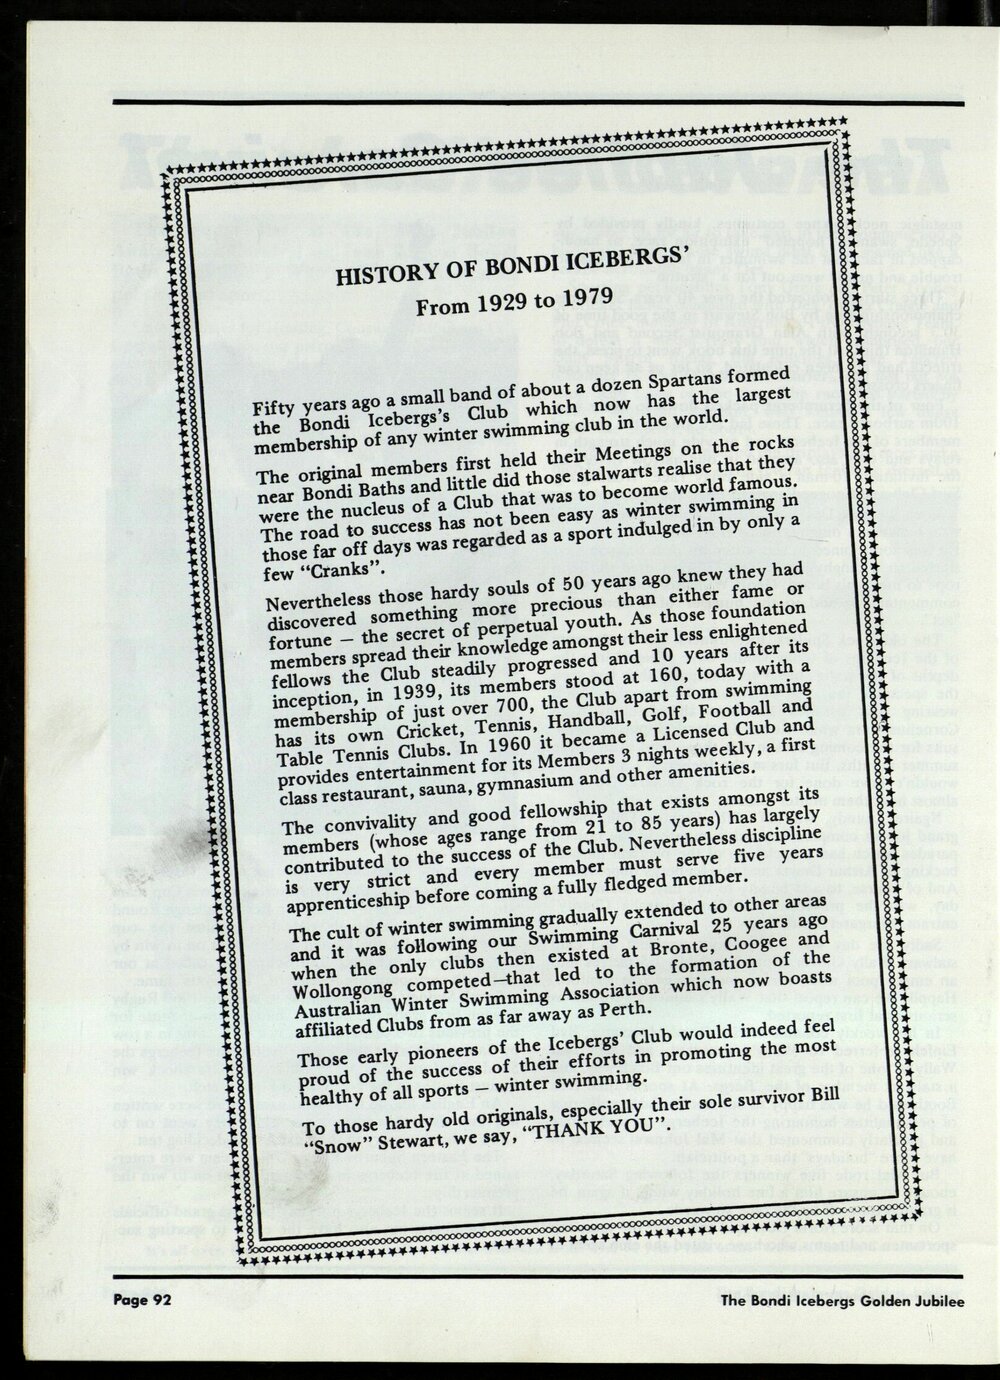 HISTORY OF BONDI ICEBERGS'
From 1929 to 1979
Fifty years ago a small band of about a dozen Spartans formed
the Bondi Icebergs's Club which now has the largest
membership of any winter swimming club in the world.
The original members first held their Meetings on the rocks
near Bondi Baths and little did those stalwarts realise that they
were the nucleus of a Club that was to become world famous.
The road to success has not been easy as winter swimming in
those far off days was regarded as a sport indulged in by only a
few "Cranks".
Nevertheless those hardy souls of 50 years ago knew they had
discovered something more precious than either fame or
fortune — the secret of perpetual youth. As those foundation
members spread their knowledge amongst their less enlightened
fellows the Club steadily progressed and 10 years after its
inception, in 1939, its members stood at 160, today with a
membership of just over 700, the Club apart from swimming
has its own Cricket, Tennis, Handball, Golf, Football and
Table Tennis Clubs. In 1960 it became a Licensed Club and
provides entertainment for its Members 3 nights weekly, a first
class restaurant, sauna, gymnasium and other amenities.
The convivality and good fellowship that exists amongst its
members (whose ages range from 21 to 85 years) has largely
contributed to the success of the Club. Nevertheless discipline
is very strict and every member must serve five years
apprenticeship before coming a fully fledged member.
The cult of winter swimming gradually extended to other areas
and it was following our Swimming Carnival 25 years ago
when the only clubs then existed at Bronte, Coogee and
Wollongong competed—that led to the formation of the
Australian Winter Swimming Association which now boasts
affiliated Clubs from as far away as Perth.
Those early pioneers of the Icebergs' Club would indeed feel
proud of the success of their efforts in promoting the most
healthy of all sports — winter swimming.
To those hardy old originals, especially their sole survivor Bill
"Snow" Stewart, we say, "THANK YOU".
Page 92
The Bondi Icebergs Golden Jubilee